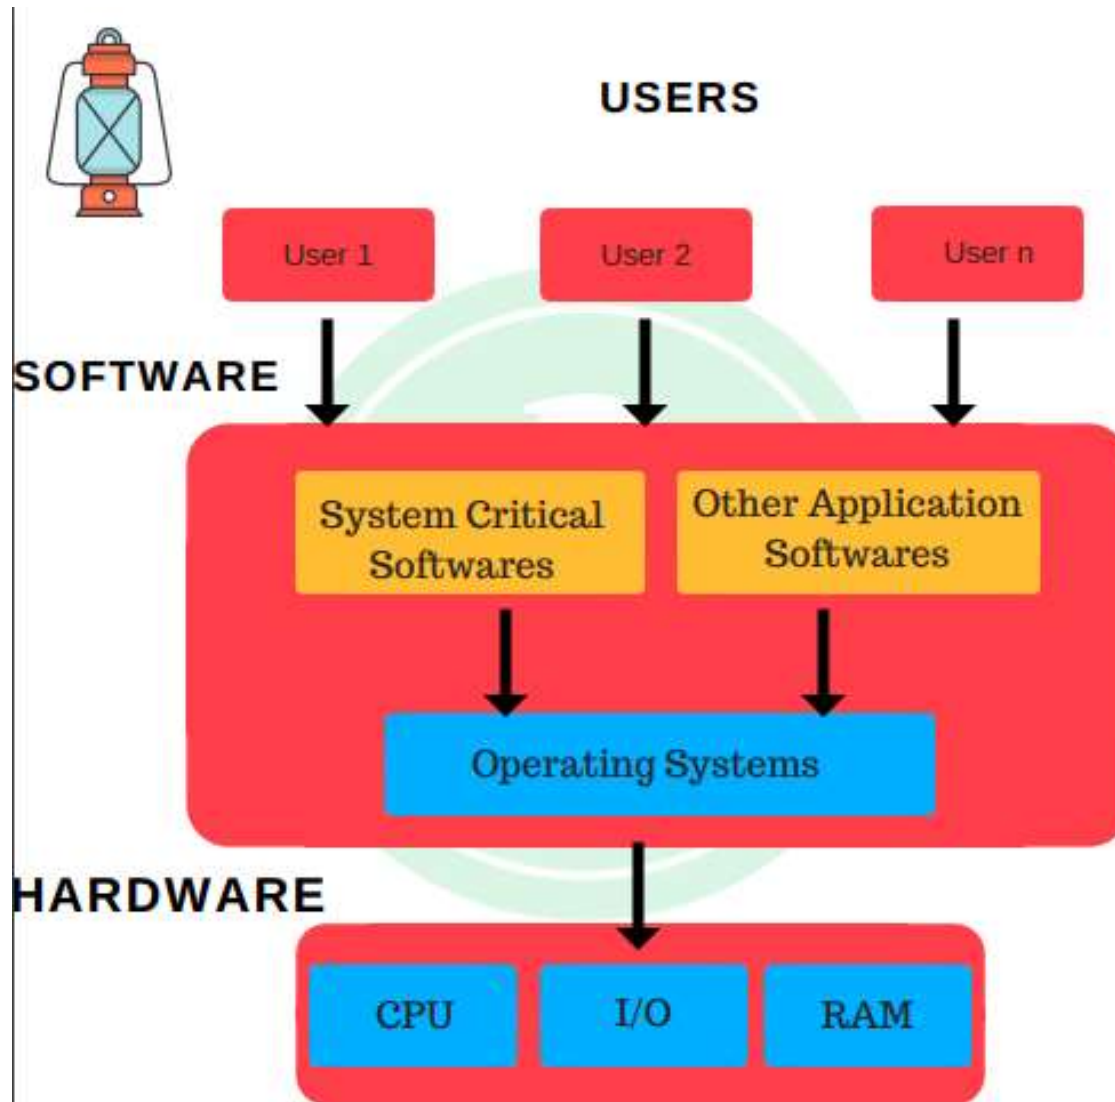 USERS
User 1
User 2
User n
SOFTWARE
System Critical
Softwares
Other Application
Softwares
Operating Systems
HARDWARE
CPU
I/O
RAM